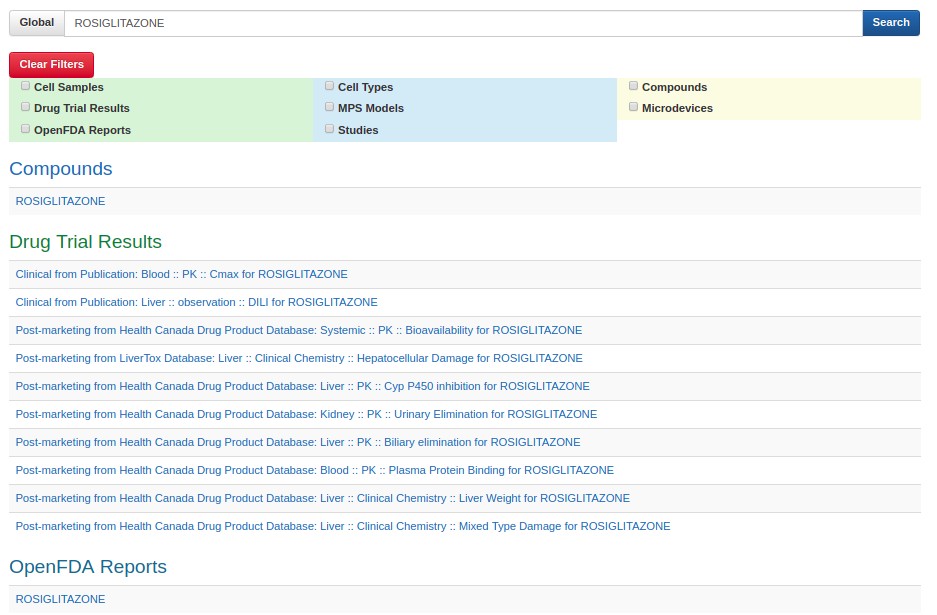 Global ROSIGLITAZONE Search
Clear Filters
Cell Samples Cell Types Compounds
Drug Trial Results MPS Models Microdevices
OpenFDA Reports Studies
Compounds
ROSIGLITAZONE
Drug Trial Results
Clinical from Publication: Blood :: PK :: Cmax for ROSIGLITAZONE
Clinical from Publication: Liver :: observation :: DILI for ROSIGLITAZONE
Post-marketing from Health Canada Drug Product Database: Systemic :: PK :: Bioavailability for ROSIGLITAZONE
Post-marketing from LiverTox Database: Liver :: Clinical Chemistry :: Hepatocellular Damage for ROSIGLITAZONE
Post-marketing from Health Canada Drug Product Database: Liver :: PK :: Cyp P450 inhibition for ROSIGLITAZONE
Post-marketing from Health Canada Drug Product Database: Kidney :: PK :: Urinary Elimination for ROSIGLITAZONE
Post-marketing from Health Canada Drug Product Database: Liver :: PK :: Biliary elimination for ROSIGLITAZONE
Post-marketing from Health Canada Drug Product Database: Blood :: PK :: Plasma Protein Binding for ROSIGLITAZONE
Post-marketing from Health Canada Drug Product Database: Liver :: Clinical Chemistry :: Liver Weight for ROSIGLITAZONE
Post-marketing from Health Canada Drug Product Database: Liver :: Clinical Chemistry :: Mixed Type Damage for ROSIGLITAZONE
OpenFDA Reports
ROSIGLITAZONE